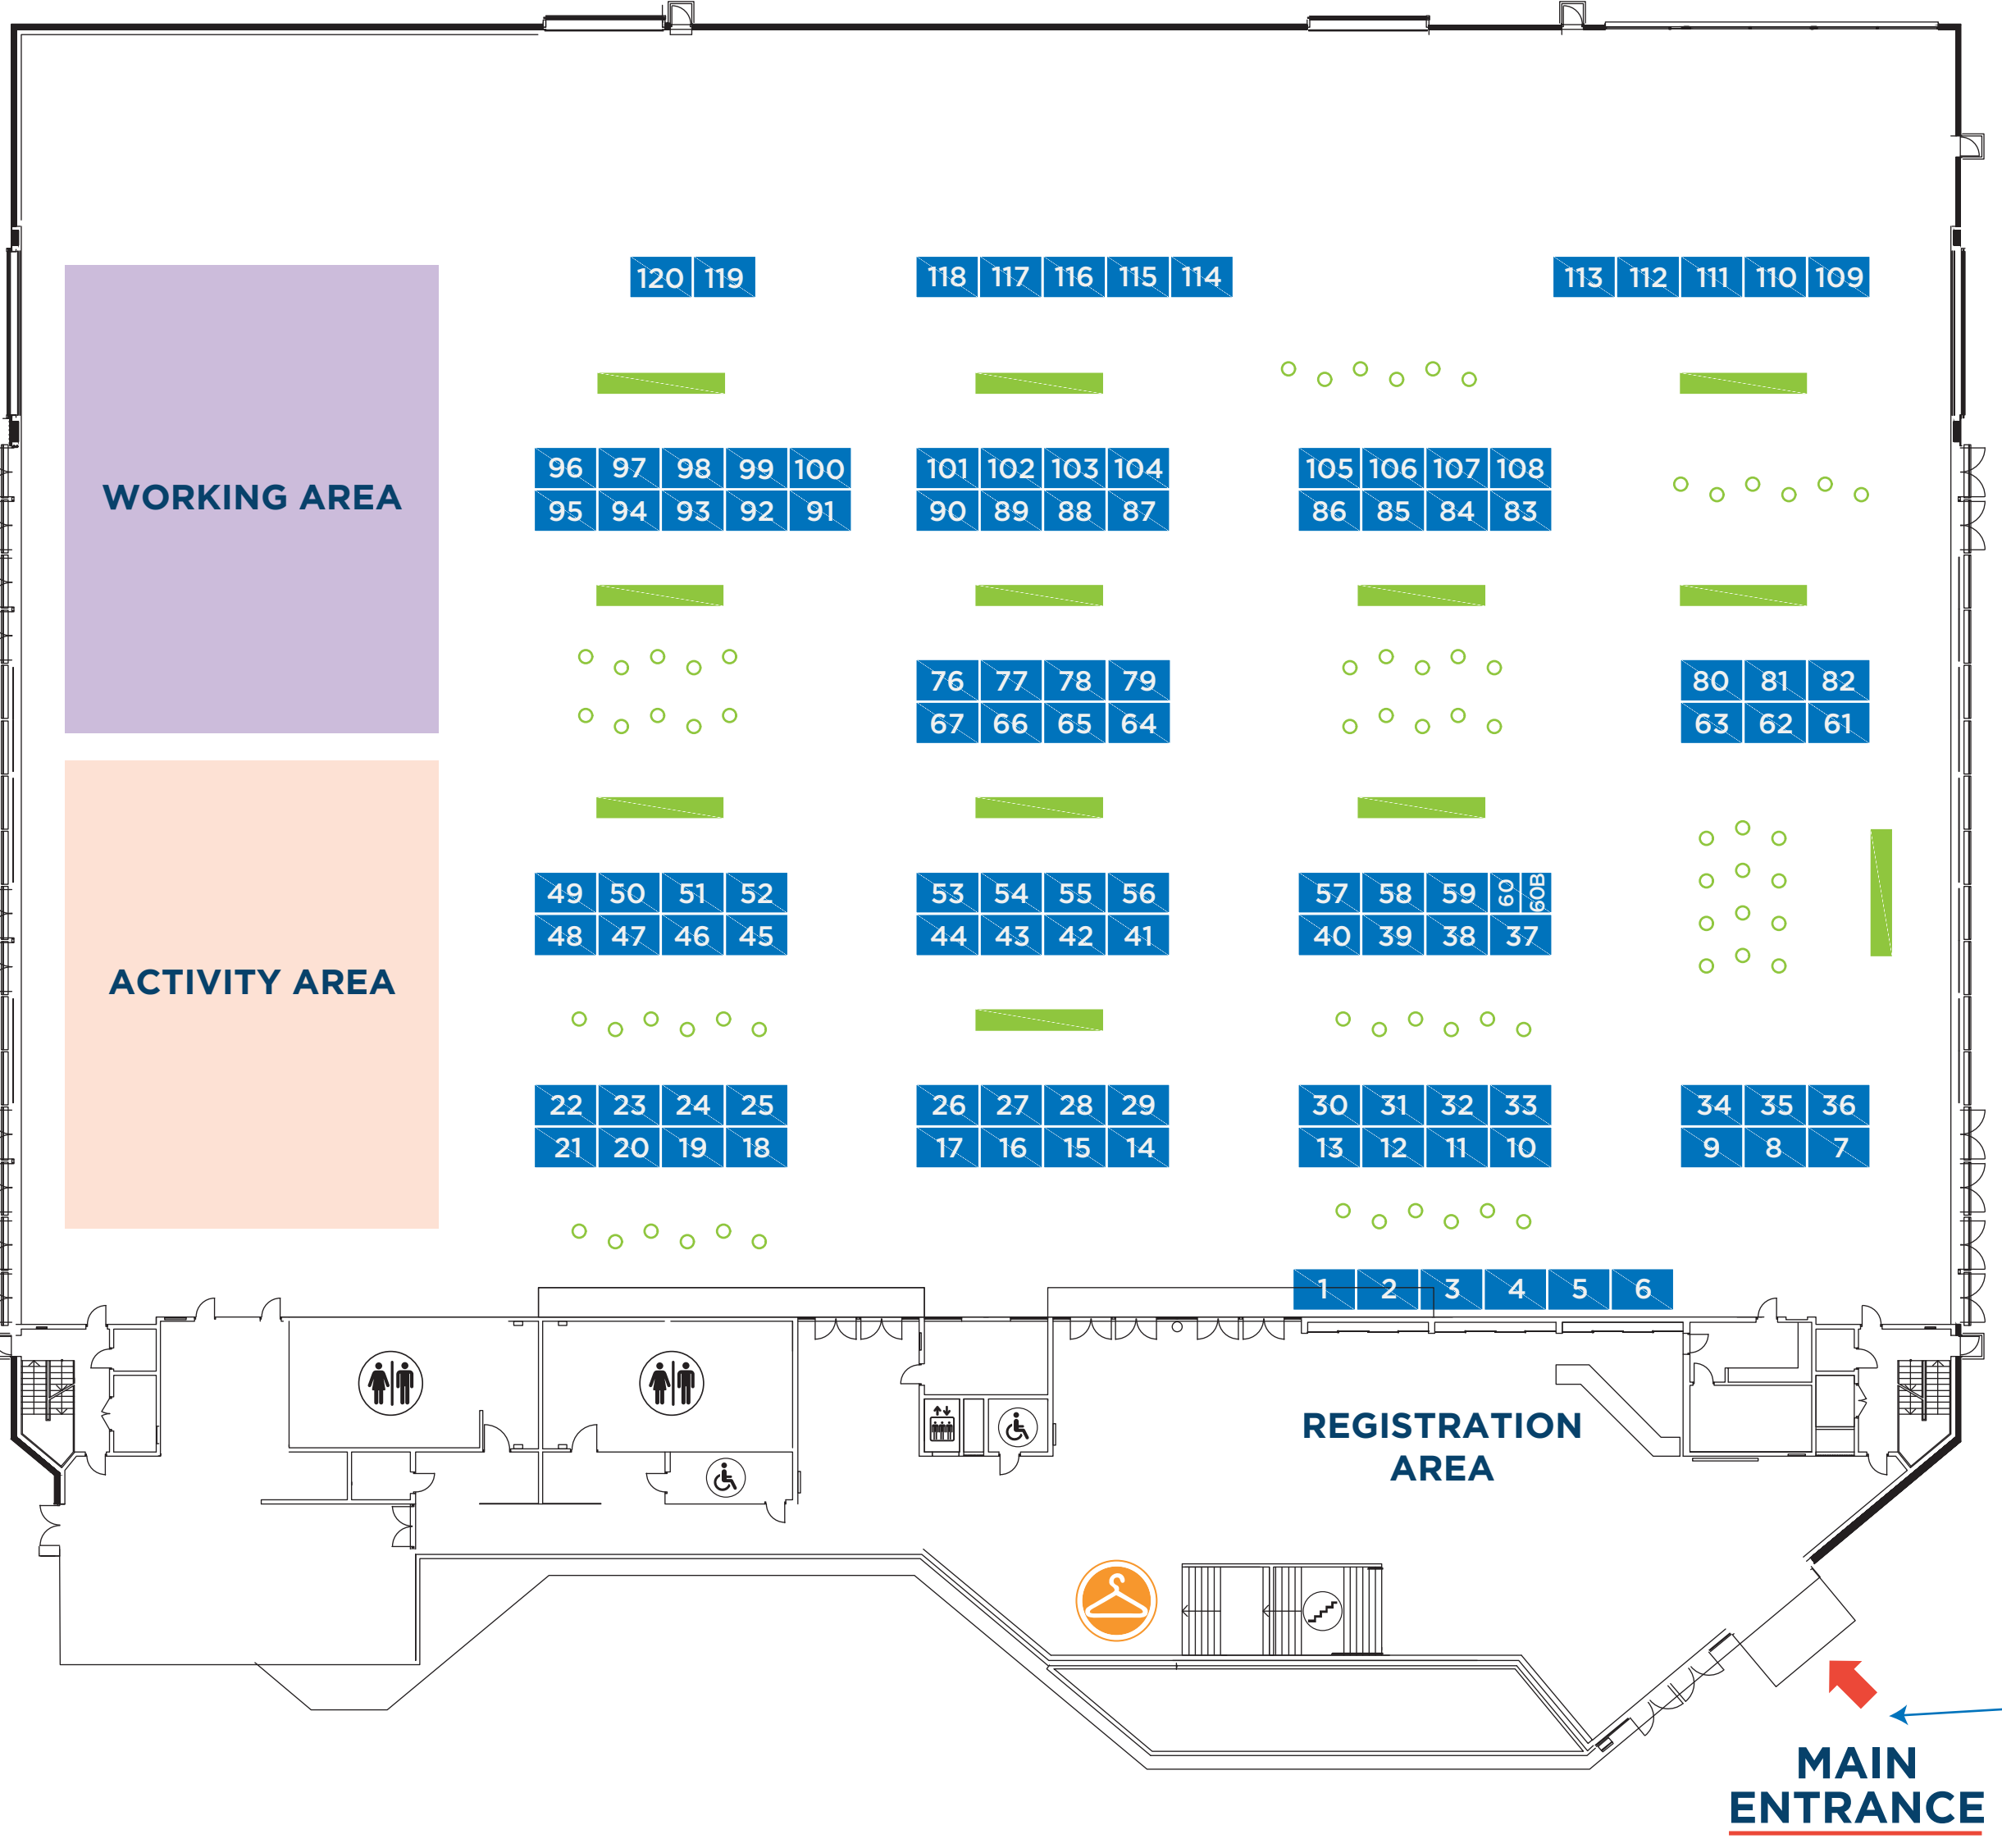 120 119 118 117 116 115 114 113 112 111 110 109
96 97 98 99 100 101 102 103 104 105 106 107 108
WORKING AREA
95 94 93 92 91 90 89 88 87 86 85 84 83
76 77 78 79 80 81 82
67 66 65 64 63 62 61
49 50 51 52 53 54 55 56 57 58 59 60 60B
48 47 46 45 44 43 42 41 40 39 38 37
ACTIVITY AREA
22 23 24 25 26 27 28 29 30 31 32 33 34 35 36
21 20 19 18 17 16 15 14 13 12 11 10 9 8 7
1 2 3 4 5 6
REGISTRATION
AREA
MAIN
ENTRANCE